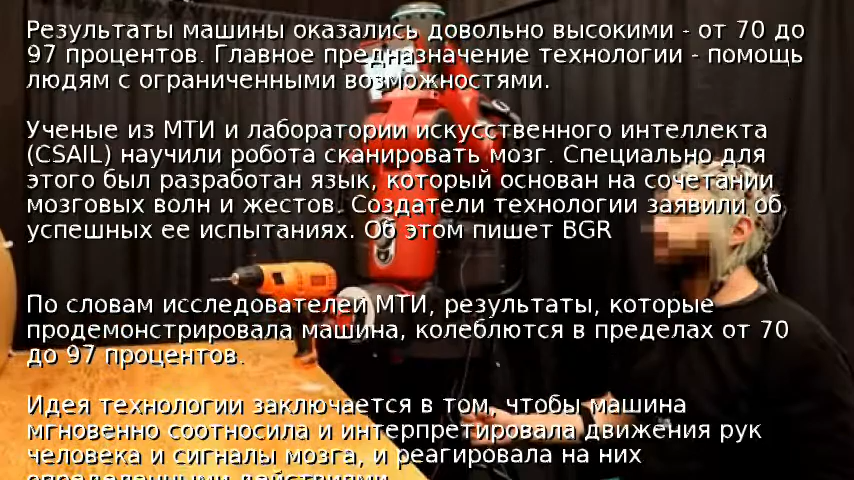 Результаты машины оказались довольно высокими - от 70 до
97 процентов. Главное предназначение технологии - помощь
людям с ограниченными возможностями.
Ученые из МТИ и лаборатории искусственного интеллекта
(CSAIL) научили робота сканировать мозг. Специально для
этого был разработан язык, который основан на сочетании
мозговых волн и жестов. Создатели технологии заявили об
успешных ее испытаниях. Об этом пишет BGR
По словам исследователей МТИ, результаты, которые
продемонстрировала машина, колеблются в пределах от 70
до 97 процентов.
Идея технологии заключается в том, чтобы машина
мгновенно соотносила и интерпретировала движения рук
человека и сигналы мозга, и реагировала на них
определенными действиями